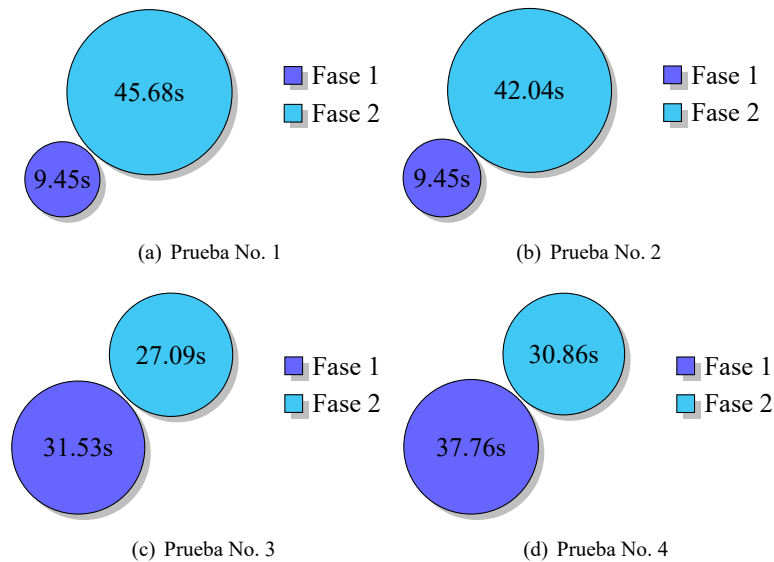 45.68s
9.45s
Fase 1
Fase 2
(a) Prueba No. 1
42.04s
9.45s
Fase 1
Fase 2
(b) Prueba No. 2
27.09s
31.53s
Fase 1
Fase 2
(c) Prueba No. 3
30.86s
37.76s
Fase 1
Fase 2
(d) Prueba No. 4